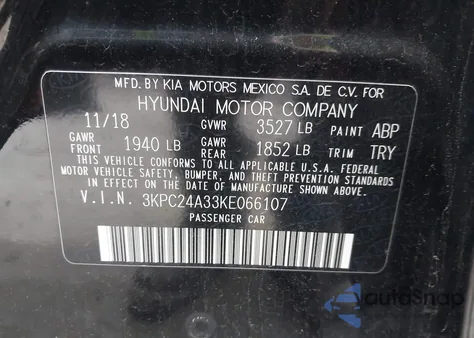 MFD. BY KIA MOTORS MEXICO S.A. DE C.V. FOR
HYUNDAI MOTOR COMPANY
11/18 GVWR 3527 LB PAINT ABP
GAWR FRONT 1940 LB GAWR REAR 1852 LB TRIM TRY
THIS VEHICLE CONFORMS TO ALL APPLICABLE U.S.A. FEDERAL
MOTOR VEHICLE SAFETY, BUMPER, AND THEFT PREVENTION STANDARDS
IN EFFECT ON THE DATE OF MANUFACTURE SHOWN ABOVE.
V.I.N. 3KPC24A33KE066107
PASSENGER CAR
autoSnap